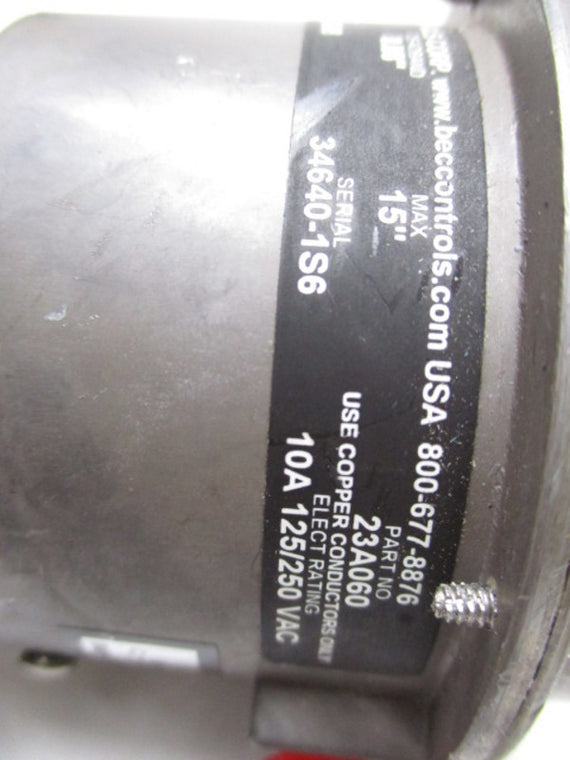 CORP. www.beccontrols.com USA 800-677-8876
MAX
15"
PART NO
23A060
SERIAL
34640-1S6
USE COPPER CONDUCTORS ONLY
ELECT RATING
10A 125/250 VAC